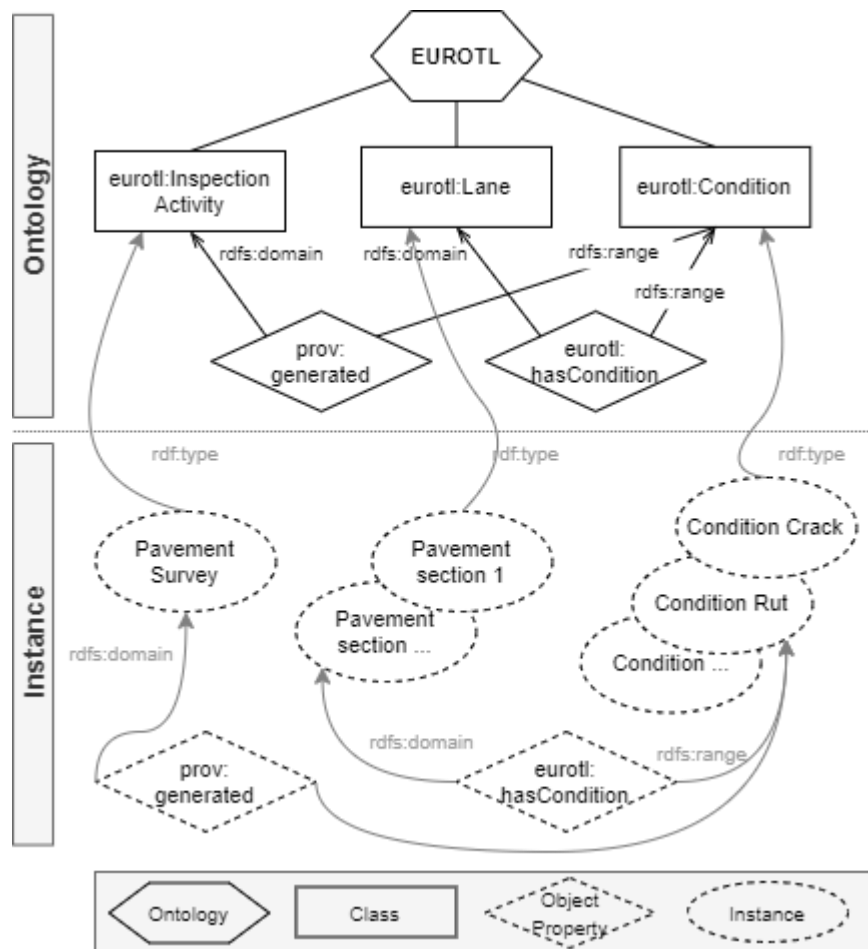 Ontology
EUROTL
eurotl:Inspection
Activity
eurotl:Lane
eurotl:Condition
rdfs:domain
rdfs:domain
rdfs:range
rdfs:range
prov:
generated
eurotl:
hasCondition
Instance
rdf:type
rdf:type
rdf:type
Pavement
Survey
Pavement
section 1
Pavement
section ...
Condition Crack
Condition Rut
Condition ...
rdfs:domain
rdfs:domain
rdfs:range
prov:
generated
eurotl:
hasCondition
Ontology
Class
Object
Property
Instance